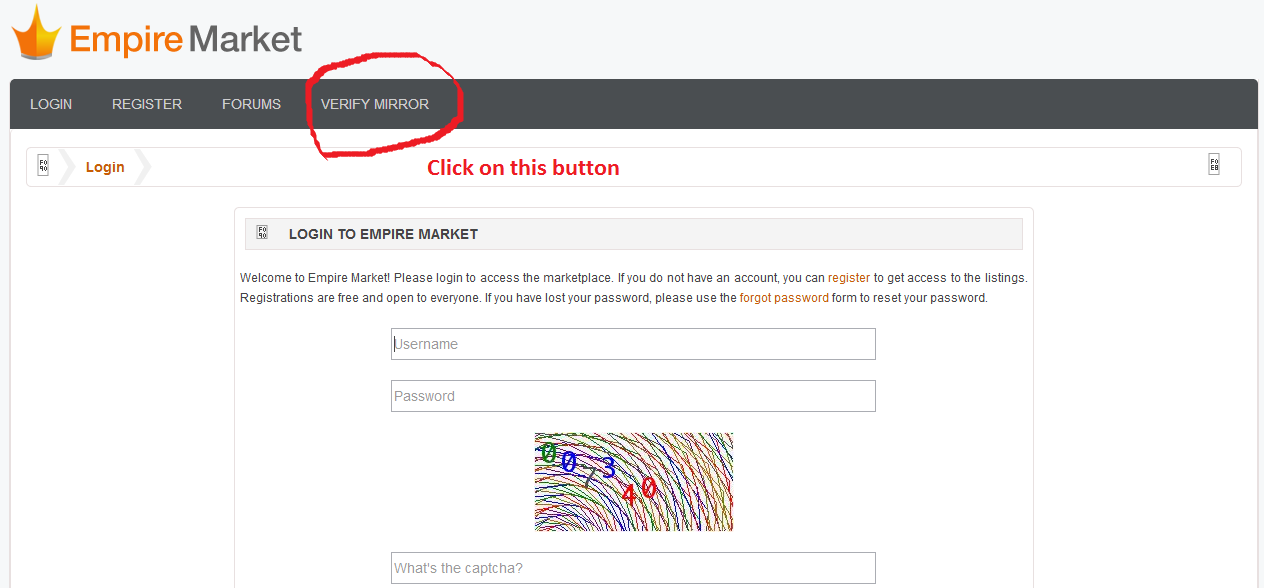 Empire Market
LOGIN REGISTER FORUMS VERIFY MIRROR
Login
Click on this button
LOGIN TO EMPIRE MARKET
Welcome to Empire Market! Please login to access the marketplace. If you do not have an account, you can register to get access to the listings.
Registrations are free and open to everyone. If you have lost your password, please use the forgot password form to reset your password.
Username
Password
007340
What's the captcha?